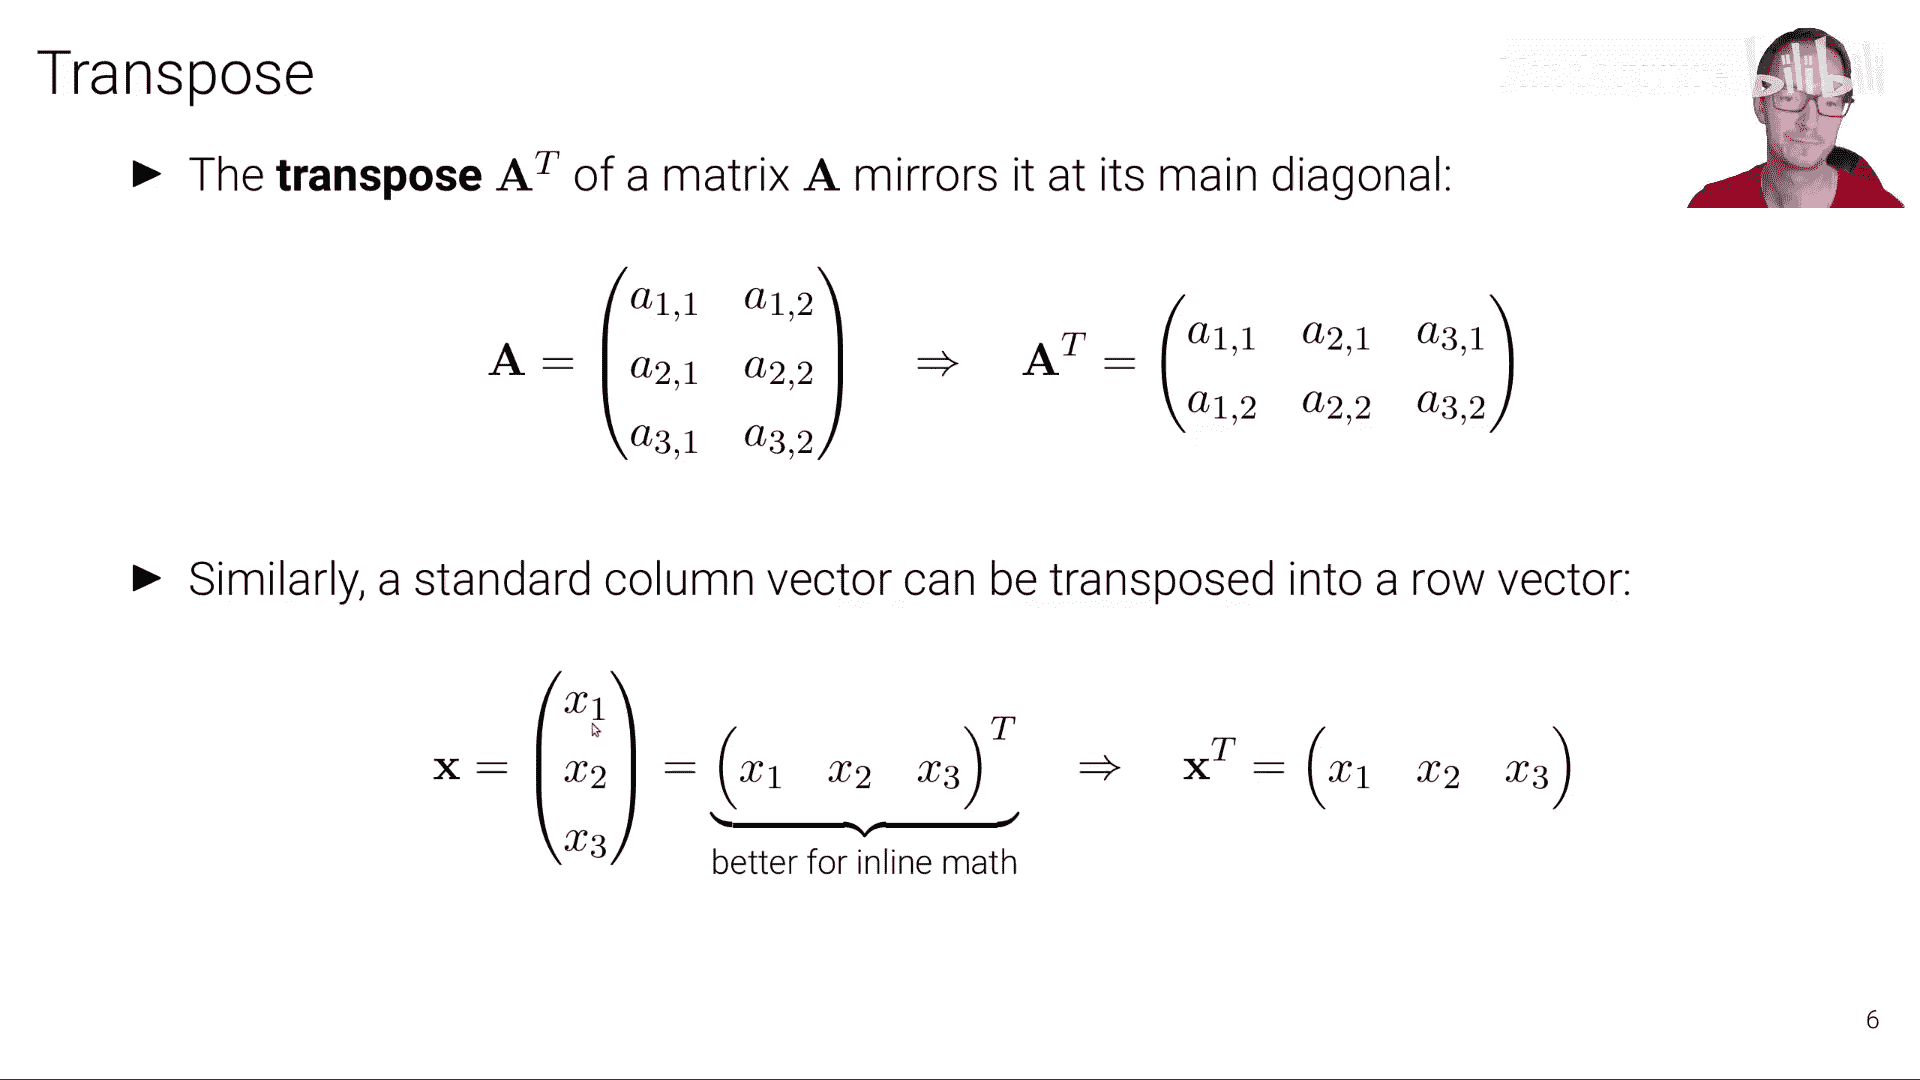 Transpose
▶ The transpose A^T of a matrix A mirrors it at its main diagonal:
A = ( a_{1,1} a_{1,2} ; a_{2,1} a_{2,2} ; a_{3,1} a_{3,2} ) ⇒ A^T = ( a_{1,1} a_{2,1} a_{3,1} ; a_{1,2} a_{2,2} a_{3,2} )
▶ Similarly, a standard column vector can be transposed into a row vector:
x = ( x_1 ; x_2 ; x_3 ) = ( x_1 x_2 x_3 )^T ⇒ x^T = ( x_1 x_2 x_3 )
better for inline math
6